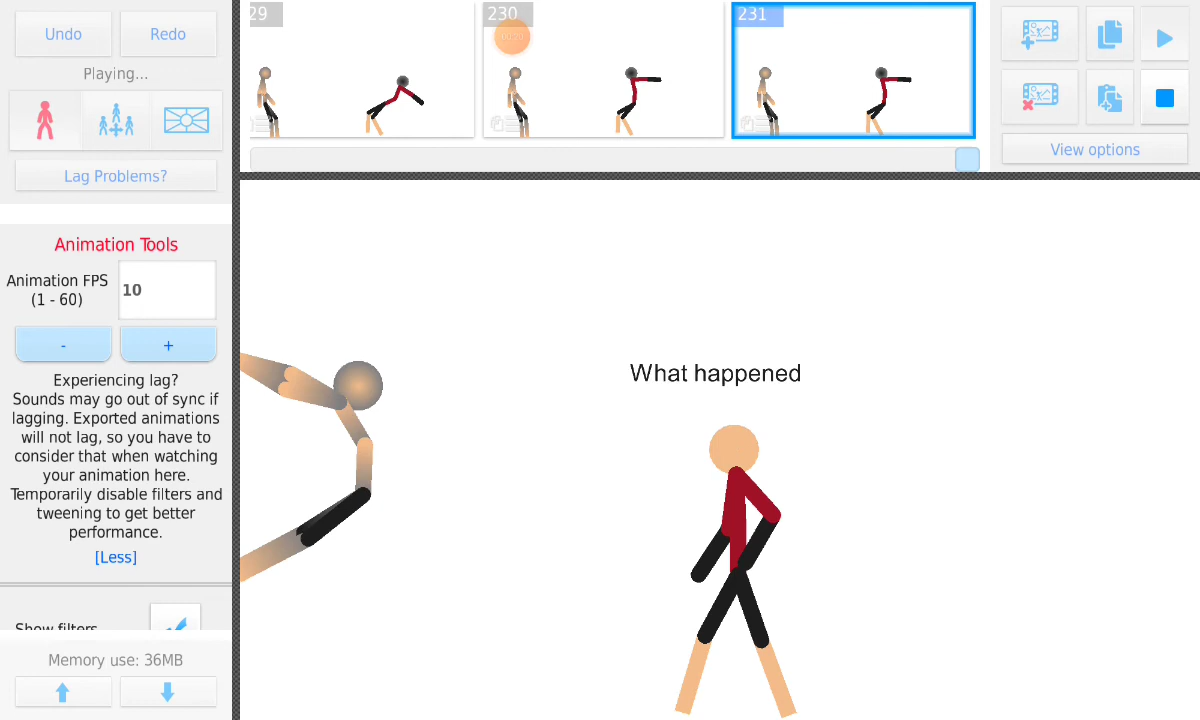 Undo
Redo
Playing...
Lag Problems?
Animation Tools
Animation FPS
(1 - 60)
10
-
+
Experiencing lag?
Sounds may go out of sync if
lagging. Exported animations
will not lag, so you have to
consider that when watching
your animation here.
Temporarily disable filters and
tweening to get better
performance.
[Less]
Show filters
Memory use: 36MB
29
230
00:10
231
View options
What happened